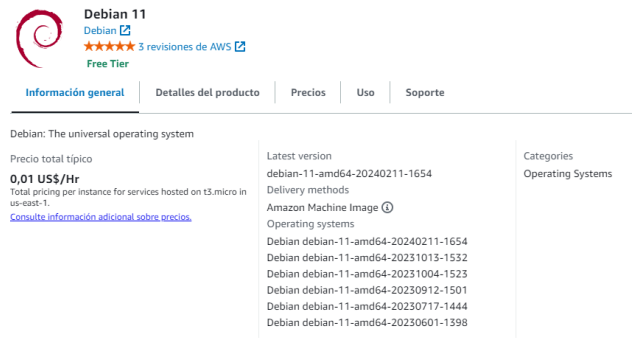 Debian 11
Debian
3 revisiones de AWS
Free Tier
Información general
Detalles del producto
Precios
Uso
Soporte
Debian: The universal operating system
Precio total típico
0,01 US$/Hr
Total pricing per instance for services hosted on t3.micro in
us-east-1.
Consulte información adicional sobre precios.
Latest version
debian-11-amd64-20240211-1654
Delivery methods
Amazon Machine Image
Operating systems
Debian debian-11-amd64-20240211-1654
Debian debian-11-amd64-20231013-1532
Debian debian-11-amd64-20231004-1523
Debian debian-11-amd64-20230912-1501
Debian debian-11-amd64-20230717-1444
Debian debian-11-amd64-20230601-1398
Categories
Operating Systems